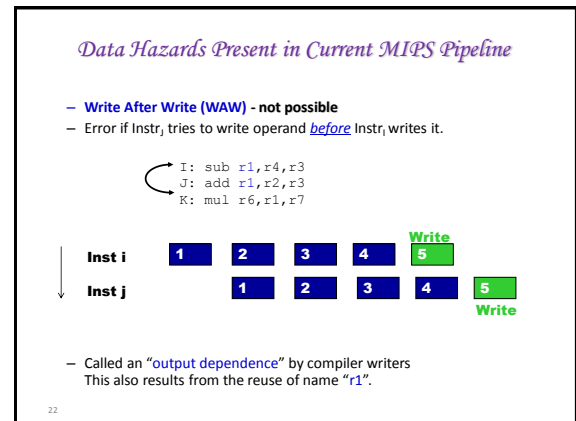 Data Hazards Present in Current MIPS Pipeline
– Write After Write (WAW) - not possible
– Error if InstrJ tries to write operand before InstrI writes it.
I: sub r1,r4,r3
J: add r1,r2,r3
K: mul r6,r1,r7
Write
Inst i 1 2 3 4 5
Inst j 1 2 3 4 5
Write
– Called an “output dependence” by compiler writers
This also results from the reuse of name “r1”.
22